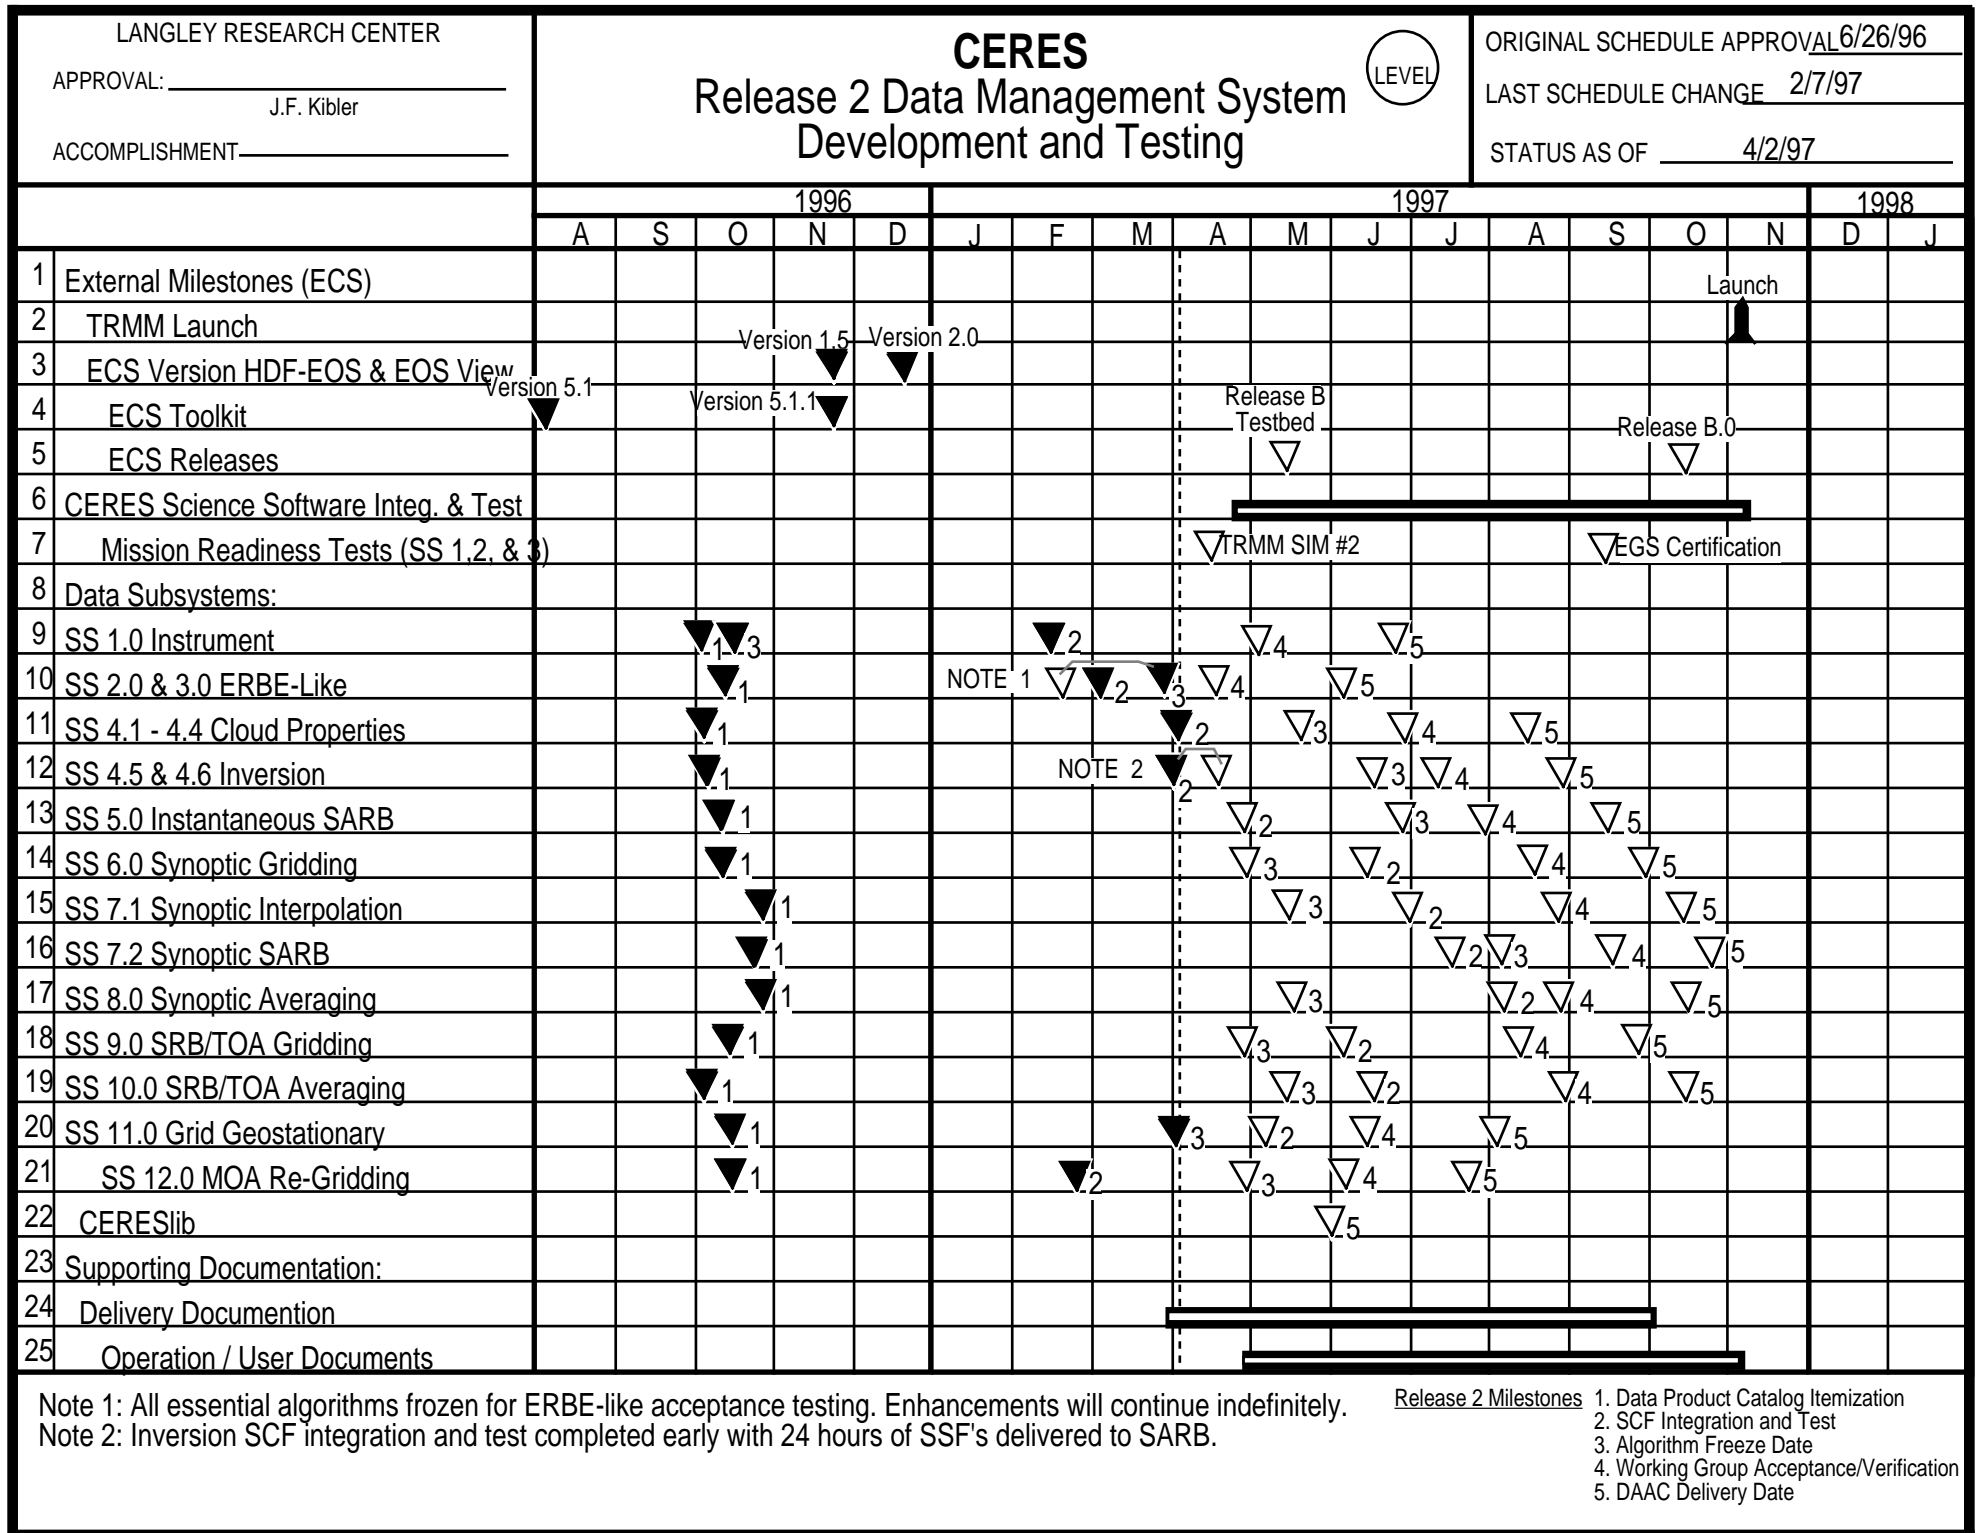 LANGLEY RESEARCH CENTER
APPROVAL:
J.F. Kibler
ACCOMPLISHMENT
CERES
Release 2 Data Management System
Development and Testing
LEVEL
ORIGINAL SCHEDULE APPROVAL 6/26/96
LAST SCHEDULE CHANGE 2/7/97
STATUS AS OF 4/2/97
1996 1997 1998
A S O N D J F M A M J J A S O N D J
1 External Milestones (ECS)
Launch
2 TRMM Launch
Version 1.5 Version 2.0
3 ECS Version HDF-EOS & EOS View
Version 5.1 Version 5.1.1
4 ECS Toolkit
Release B
Testbed
Release B.0
5 ECS Releases
6 CERES Science Software Integ. & Test
7 Mission Readiness Tests (SS 1,2, & 3) TRMM SIM #2 EGS Certification
8 Data Subsystems:
9 SS 1.0 Instrument 1 3 2 4 5
10 SS 2.0 & 3.0 ERBE-Like 1 NOTE 1 2 3 4 5
11 SS 4.1 - 4.4 Cloud Properties 1 2 3 4 5
12 SS 4.5 & 4.6 Inversion 1 NOTE 2 2 3 4 5
13 SS 5.0 Instantaneous SARB 1 2 3 4 5
14 SS 6.0 Synoptic Gridding 1 3 2 4 5
15 SS 7.1 Synoptic Interpolation 1 3 2 4 5
16 SS 7.2 Synoptic SARB 1 2 3 4 5
17 SS 8.0 Synoptic Averaging 1 3 2 4 5
18 SS 9.0 SRB/TOA Gridding 1 3 2 4 5
19 SS 10.0 SRB/TOA Averaging 1 3 2 4 5
20 SS 11.0 Grid Geostationary 1 3 2 4 5
21 SS 12.0 MOA Re-Gridding 1 2 3 4 5
22 CERESlib 5
23 Supporting Documentation:
24 Delivery Documention
25 Operation / User Documents
Note 1: All essential algorithms frozen for ERBE-like acceptance testing. Enhancements will continue indefinitely.
Note 2: Inversion SCF integration and test completed early with 24 hours of SSF's delivered to SARB.
Release 2 Milestones 1. Data Product Catalog Itemization
2. SCF Integration and Test
3. Algorithm Freeze Date
4. Working Group Acceptance/Verification
5. DAAC Delivery Date